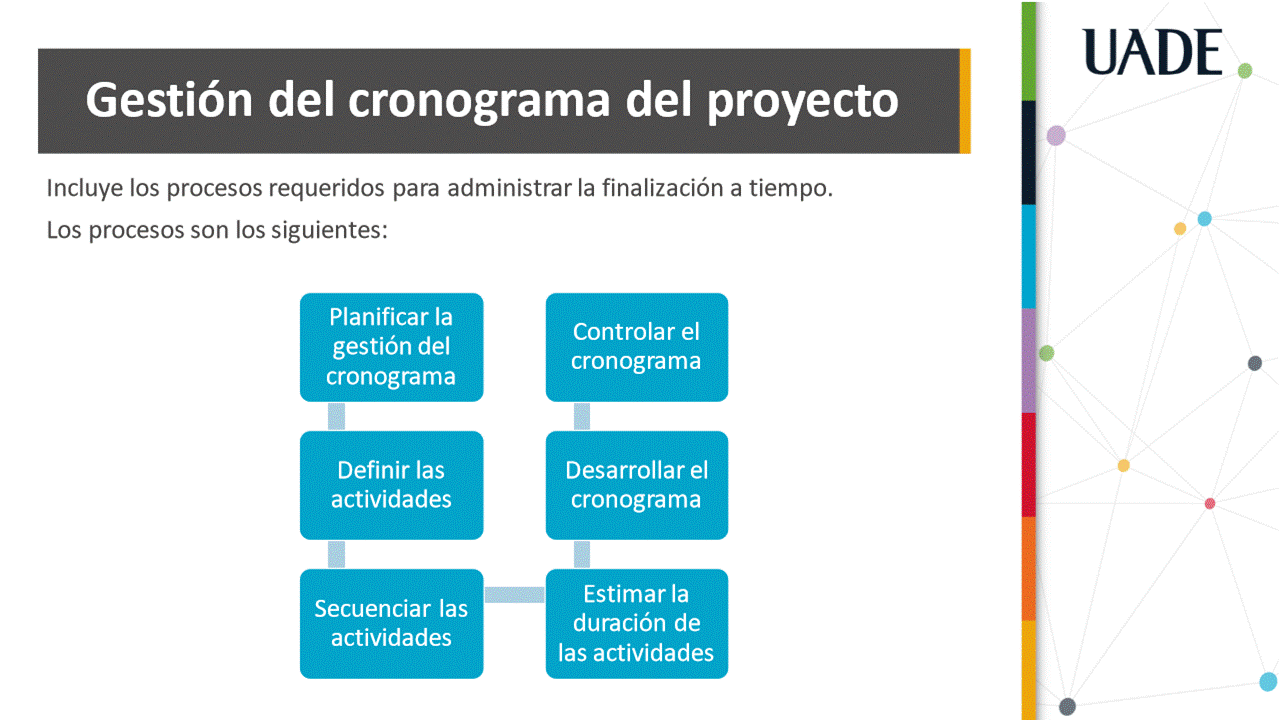 UADE
Gestión del cronograma del proyecto
Incluye los procesos requeridos para administrar la finalización a tiempo.
Los procesos son los siguientes:
Planificar la
gestión del
cronograma
Definir las
actividades
Secuenciar las
actividades
Estimar la
duración de
las actividades
Desarrollar el
cronograma
Controlar el
cronograma